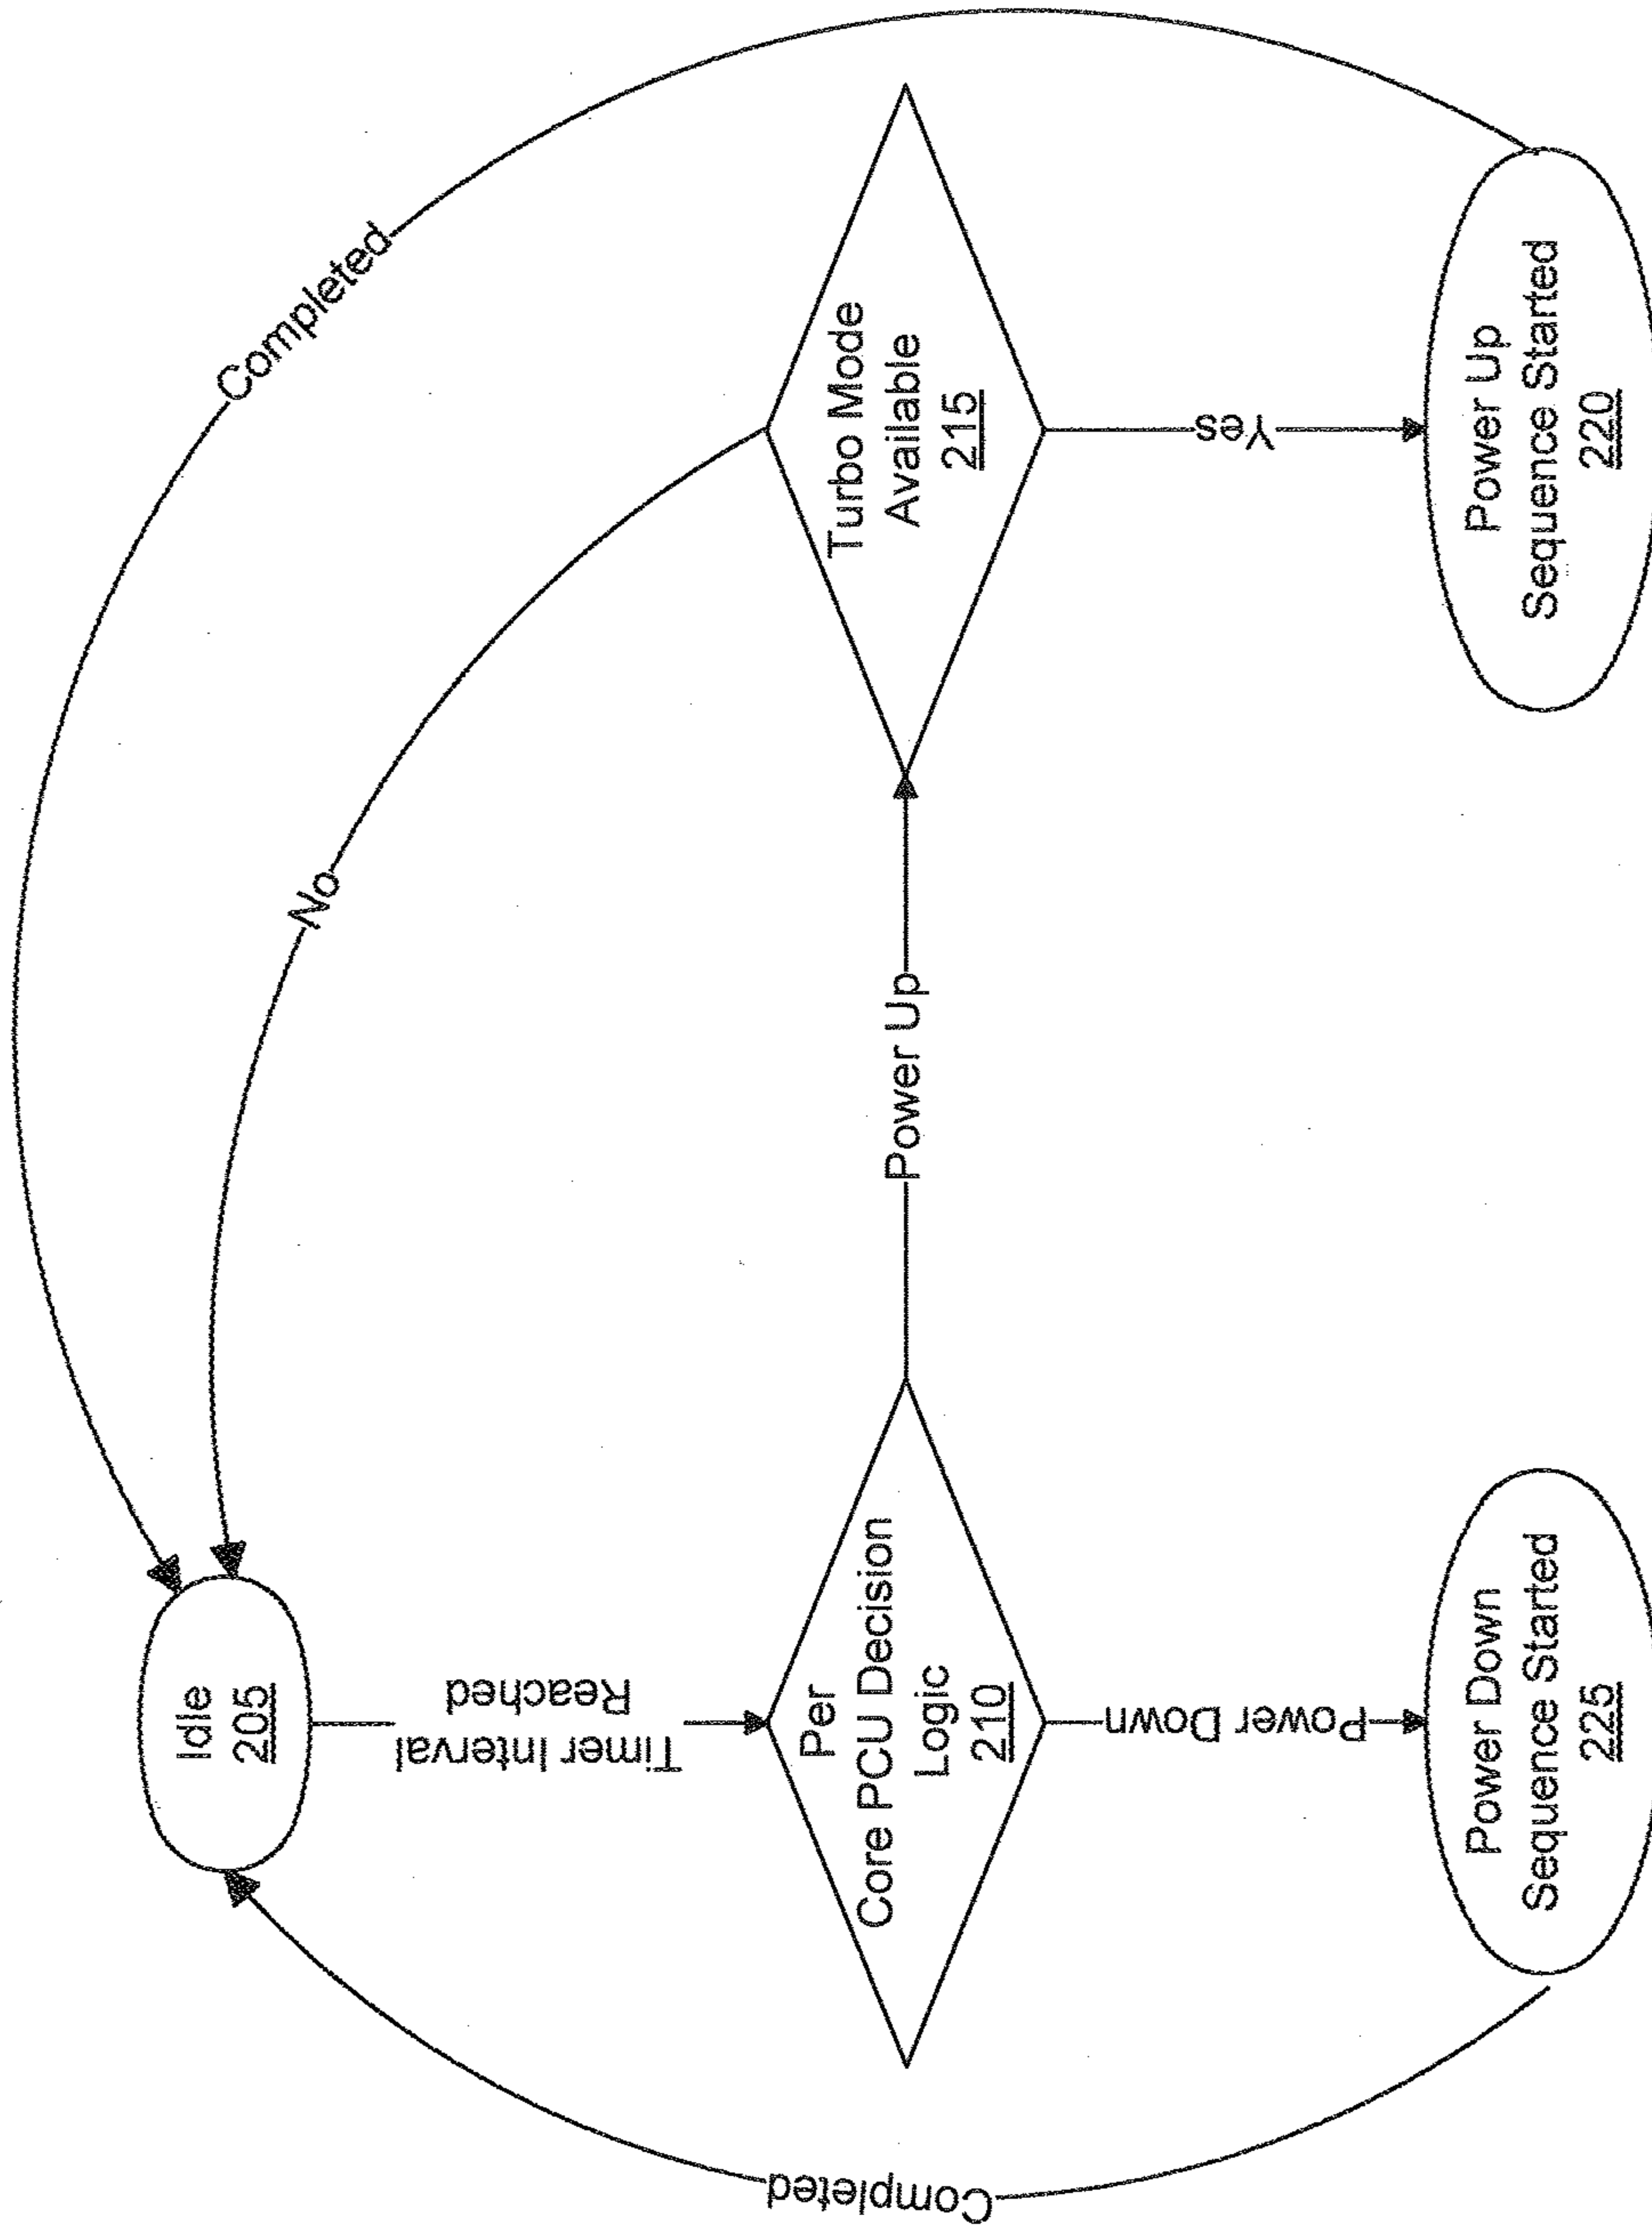 Idle
205
Timer Interval
Reached
Per
Core PCU Decision
Logic
210
Power Up
Turbo Mode
Available
215
No
Completed
Yes
Power Up
Sequence Started
220
Power Down
Power Down
Sequence Started
225
Completed